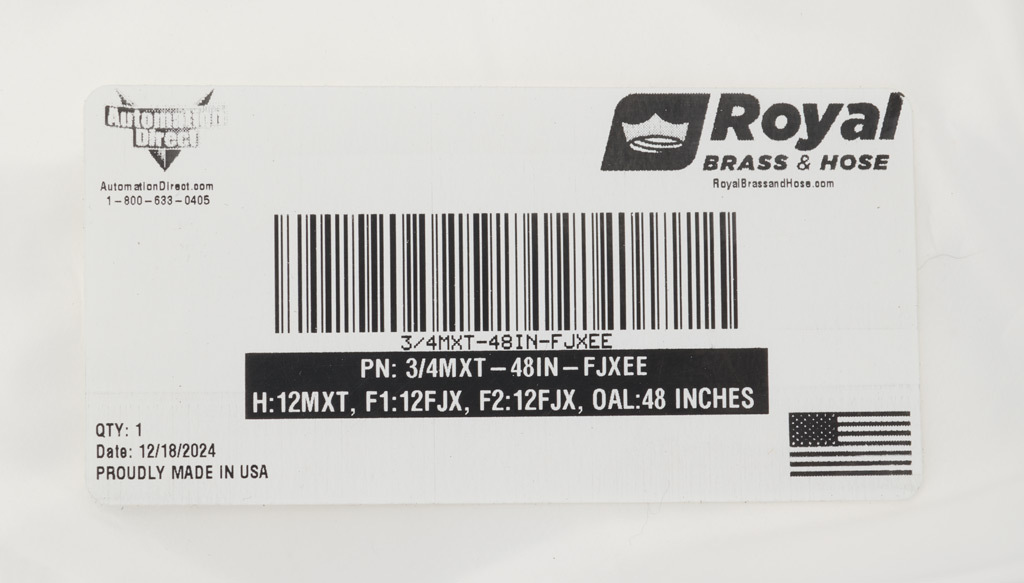 Automation
Direct
AutomationDirect.com
1-800-633-0405
Royal
BRASS & HOSE
RoyalBrassandHose.com
3/4MXT-48IN-FJXEE
PN: 3/4MXT-48IN-FJXEE
H:12MXT, F1:12FJX, F2:12FJX, OAL:48 INCHES
QTY: 1
Date: 12/18/2024
PROUDLY MADE IN USA